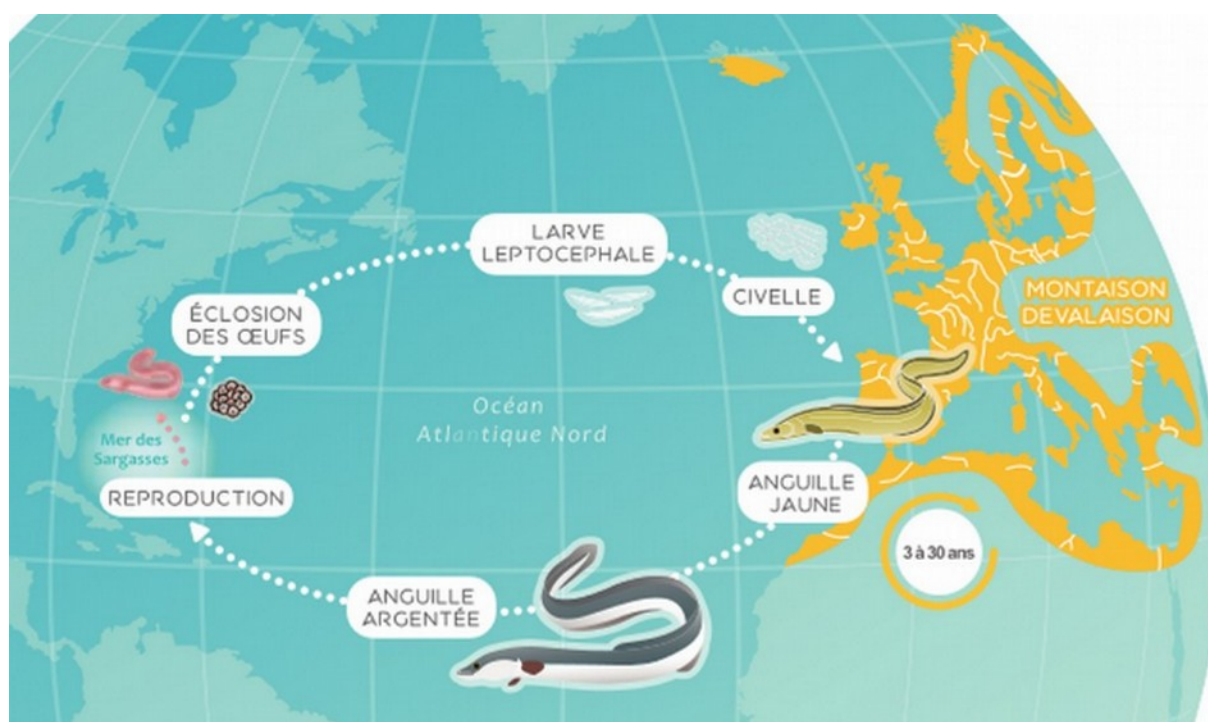 LARVE
LEPTOCEPHALE
CIVELLE
MONTAISON
DEVALAISON
ÉCLOSION
DES ŒUFS
Océan
Atlantique Nord
Mer des
Sargasses
REPRODUCTION
ANGUILLE
JAUNE
3 à 30 ans
ANGUILLE
ARGENTÉE